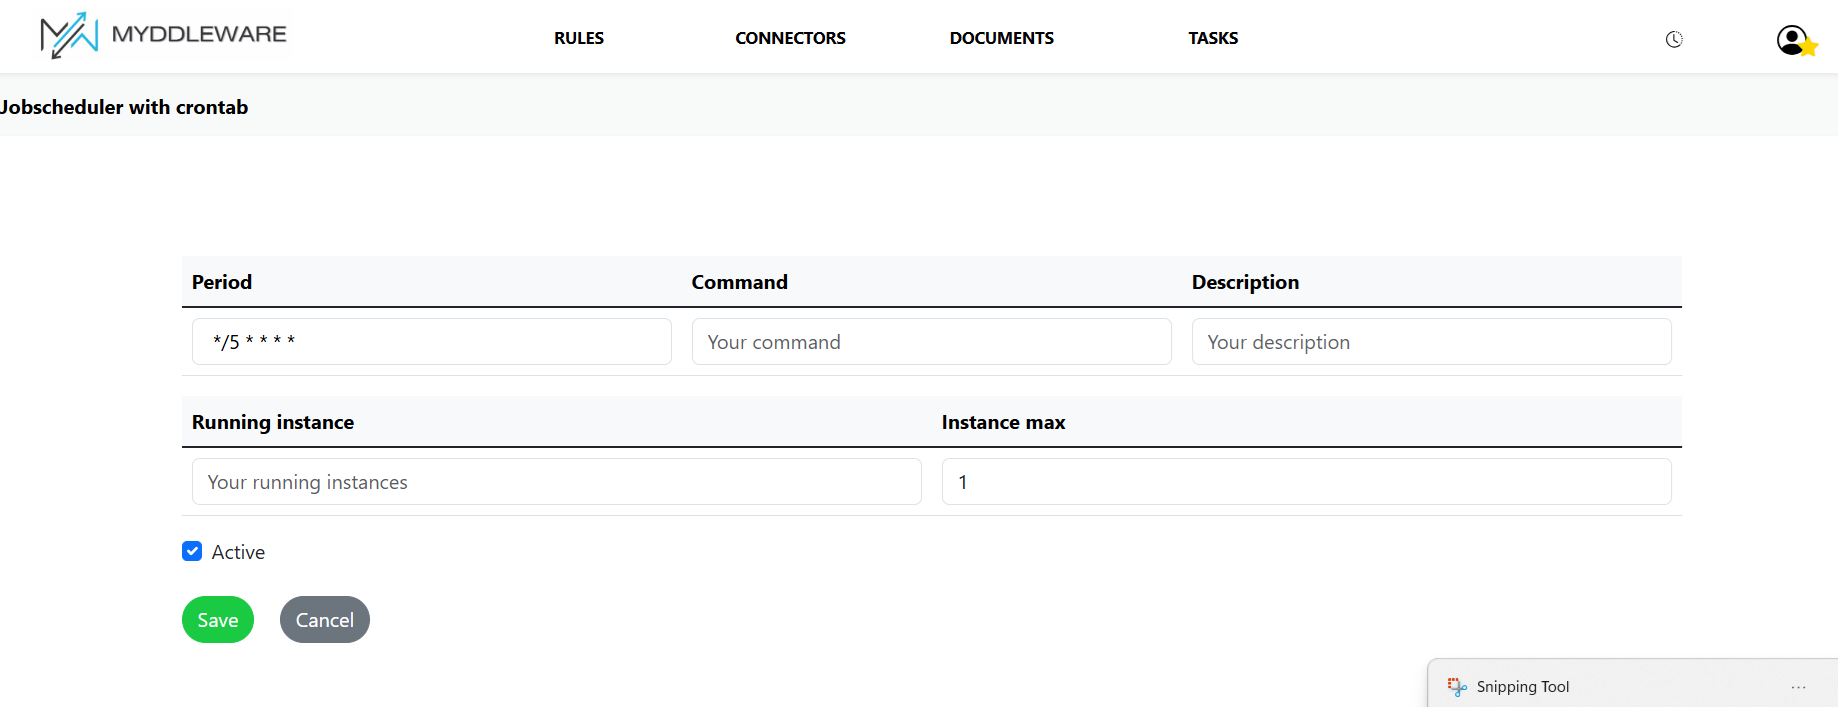 MYDDLEWARE
RULES CONNECTORS DOCUMENTS TASKS
Jobscheduler with crontab
Period Command Description
*/5 * * * * Your command Your description
Running instance Instance max
Your running instances 1
Active
Save Cancel
Snipping Tool ...